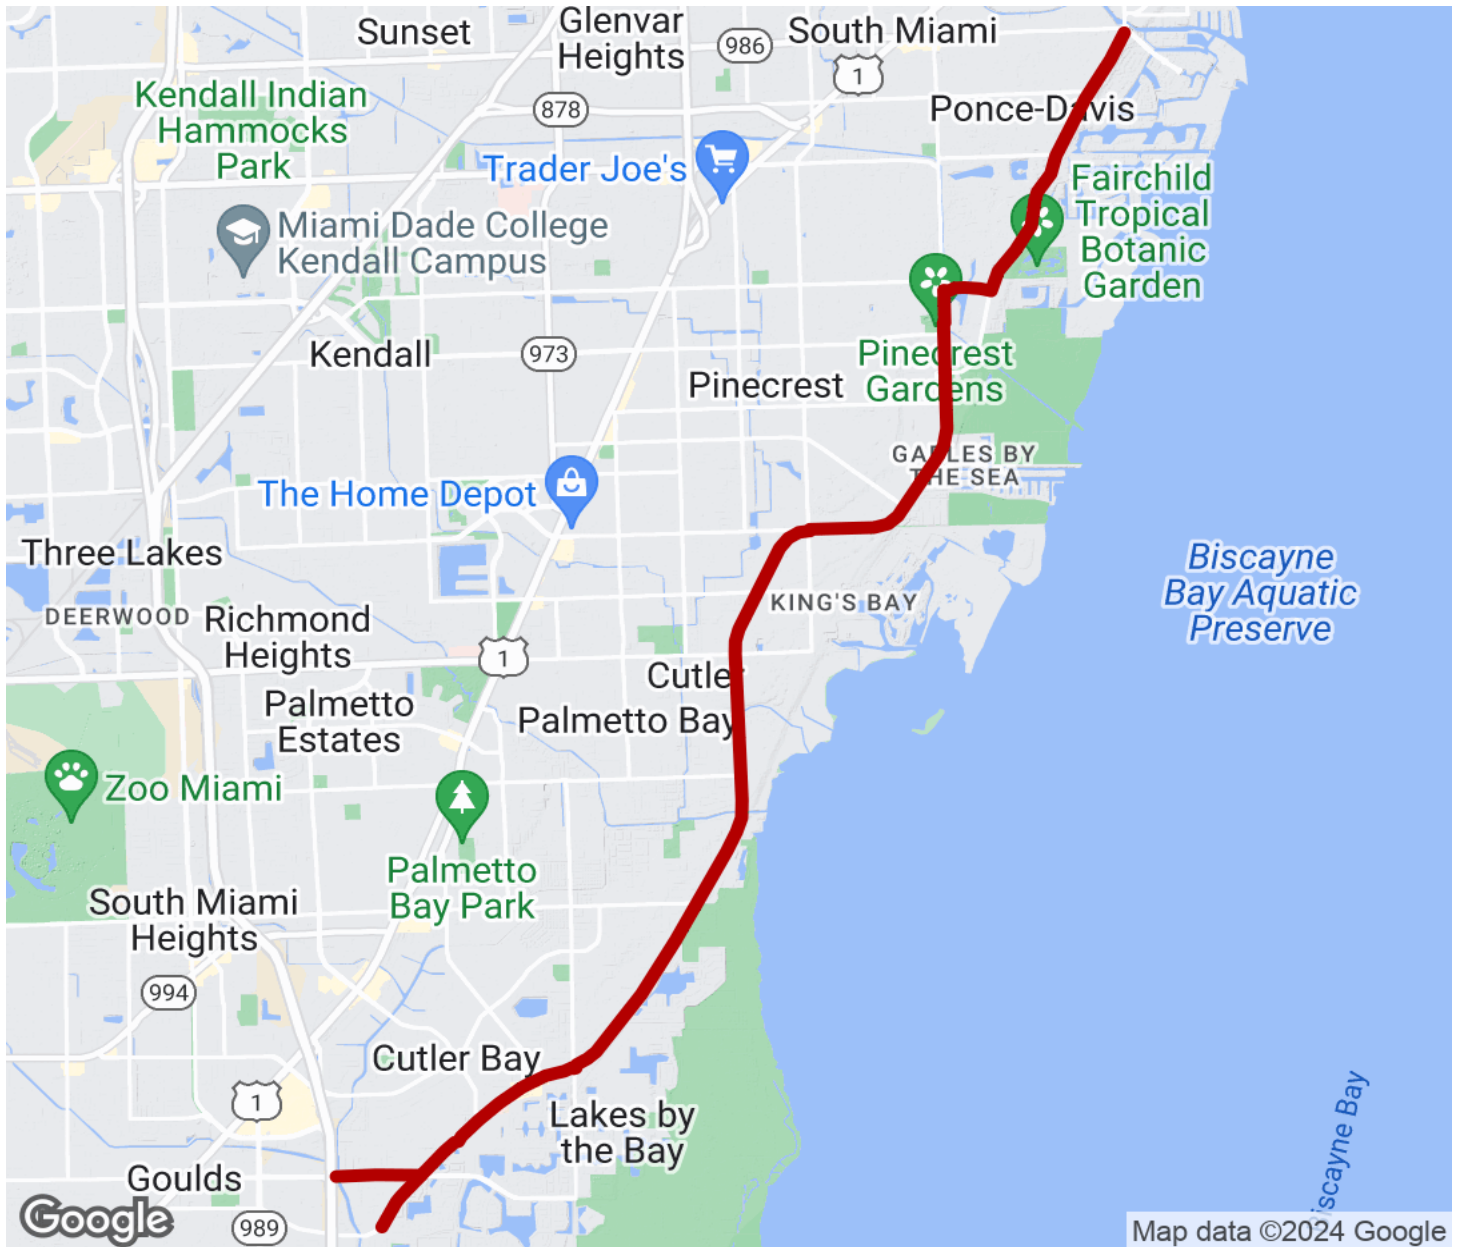 Sunset
Glenvar
Heights
986
South Miami
1
Kendall Indian
Hammocks
Park
878
Ponce-Davis
Trader Joe's
Fairchild
Tropical
Botanic
Garden
Miami Dade College
Kendall Campus
Kendall
973
Pinecrest
Pinecrest
Gardens
GABLES BY
THE SEA
The Home Depot
Three Lakes
Biscayne
Bay Aquatic
Preserve
DEERWOOD
Richmond
Heights
KING'S BAY
1
Cutler
Palmetto
Estates
Palmetto Bay
Zoo Miami
Palmetto
Bay Park
South Miami
Heights
994
Cutler Bay
1
Lakes by
the Bay
Biscayne Bay
Goulds
Google
989
Map data ©2024 Google